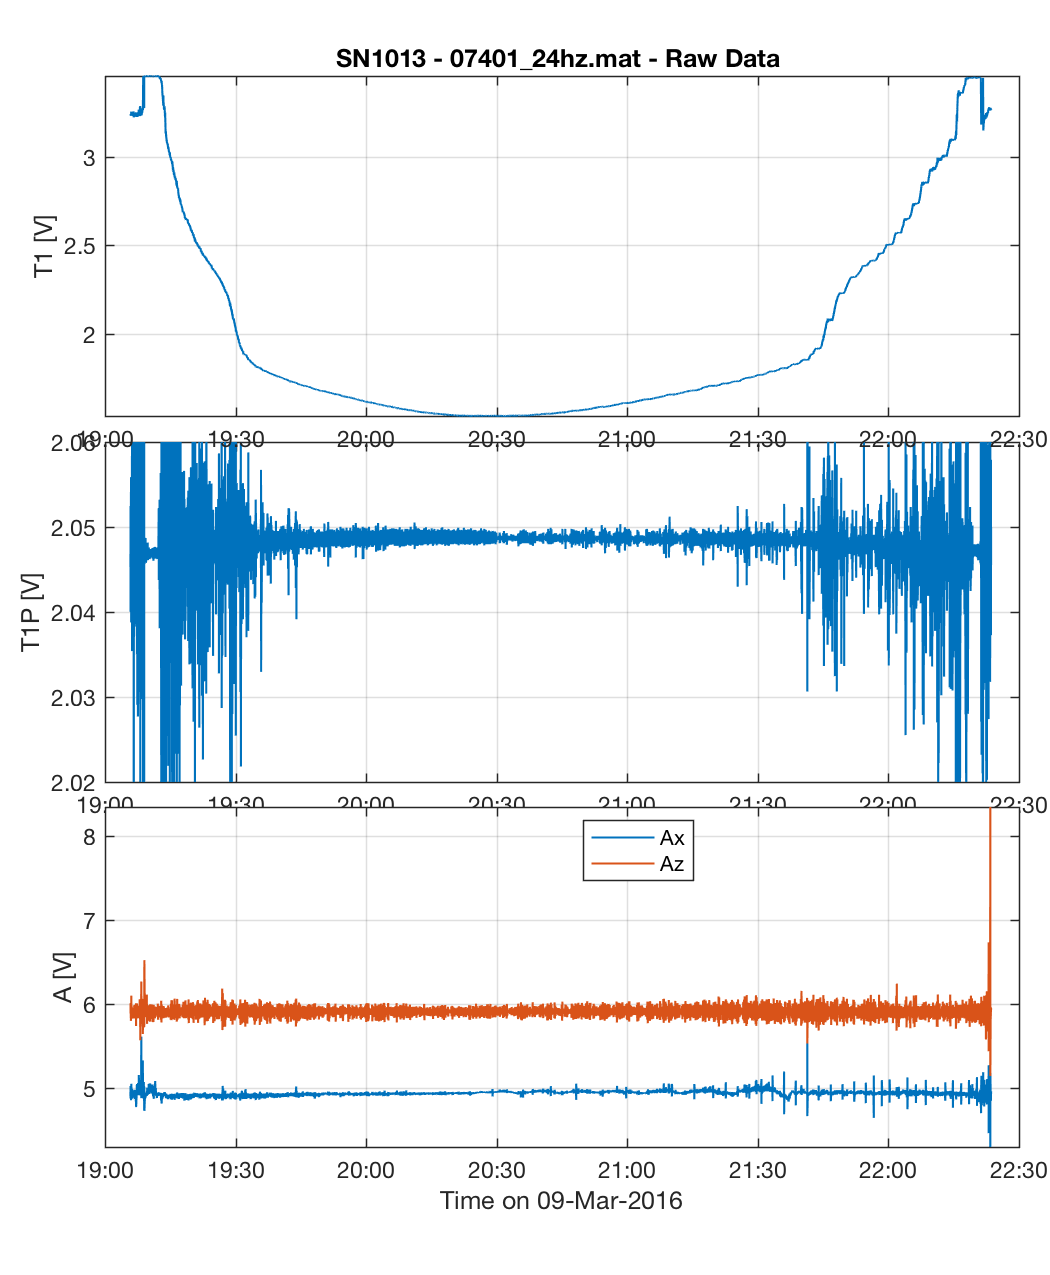 SN1013 - 07401_24hz.mat - Raw Data
T1 [V]
3
2.5
2
19:00 19:30 20:00 20:30 21:00 21:30 22:00 22:30
T1P [V]
2.06
2.05
2.04
2.03
2.02
19:00 19:30 20:00 20:30 21:00 21:30 22:00 22:30
A [V]
8
7
6
5
Ax
Az
19:00 19:30 20:00 20:30 21:00 21:30 22:00 22:30
Time on 09-Mar-2016